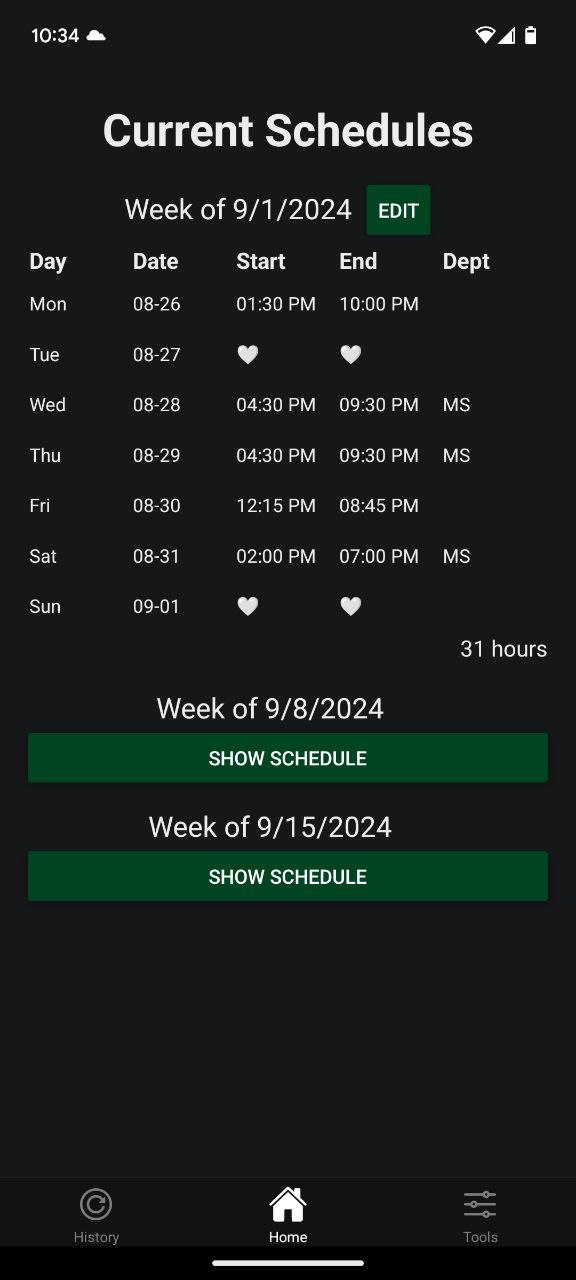 10:34
Current Schedules
Week of 9/1/2024 EDIT
Day Date Start End Dept
Mon 08-26 01:30 PM 10:00 PM
Tue 08-27 🤍 🤍
Wed 08-28 04:30 PM 09:30 PM MS
Thu 08-29 04:30 PM 09:30 PM MS
Fri 08-30 12:15 PM 08:45 PM
Sat 08-31 02:00 PM 07:00 PM MS
Sun 09-01 🤍 🤍
31 hours
Week of 9/8/2024
SHOW SCHEDULE
Week of 9/15/2024
SHOW SCHEDULE
History Home Tools